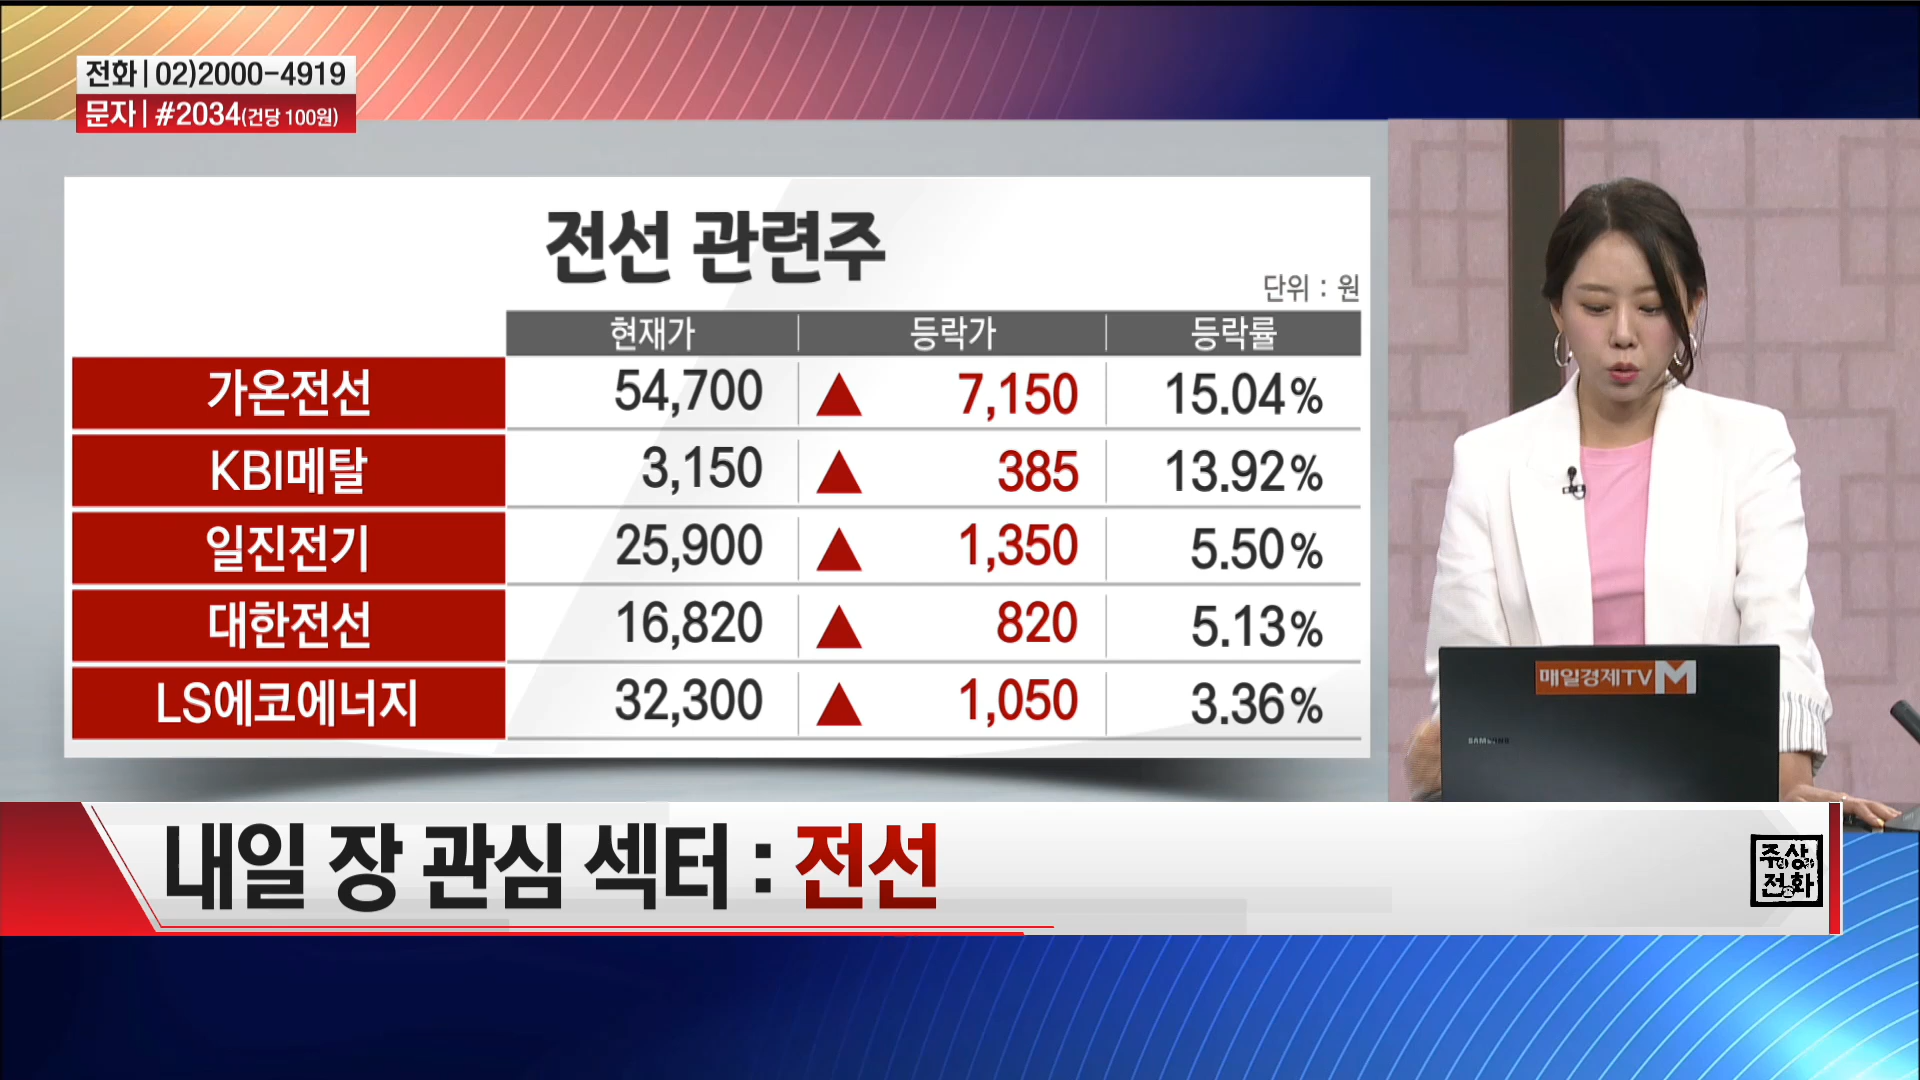 전화 | 02)2000-4919
문자 | #2034(건당 100원)
전선 관련주
단위 : 원
현재가 등락가 등락률
가온전선 54,700 ▲ 7,150 15.04%
KBI메탈 3,150 ▲ 385 13.92%
일진전기 25,900 ▲ 1,350 5.50%
대한전선 16,820 ▲ 820 5.13%
LS에코에너지 32,300 ▲ 1,050 3.36%
매일경제TV M
SAMSUNG
내일 장 관심 섹터 : 전선
주상
전화